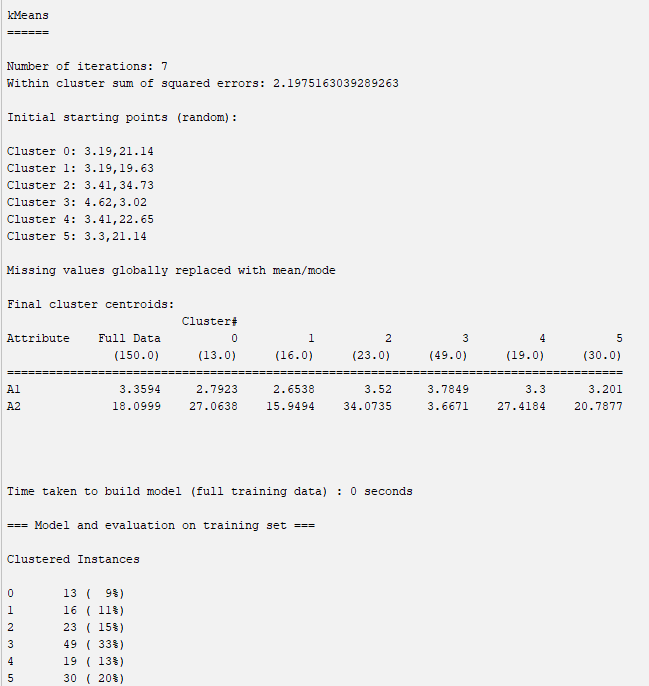 kMeans
======
Number of iterations: 7
Within cluster sum of squared errors: 2.1975163039289263
Initial starting points (random):
Cluster 0: 3.19,21.14
Cluster 1: 3.19,19.63
Cluster 2: 3.41,34.73
Cluster 3: 4.62,3.02
Cluster 4: 3.41,22.65
Cluster 5: 3.3,21.14
Missing values globally replaced with mean/mode
Final cluster centroids:
Cluster#
Attribute    Full Data          0          1          2          3          4          5
(150.0)     (13.0)     (16.0)     (23.0)     (49.0)     (19.0)     (30.0)
========================================================================================
A1              3.3594     2.7923     2.6538       3.52     3.7849        3.3      3.201
A2             18.0999    27.0638    15.9494    34.0735     3.6671    27.4184    20.7877
Time taken to build model (full training data) : 0 seconds
=== Model and evaluation on training set ===
Clustered Instances
0       13 (  9%)
1       16 ( 11%)
2       23 ( 15%)
3       49 ( 33%)
4       19 ( 13%)
5       30 ( 20%)